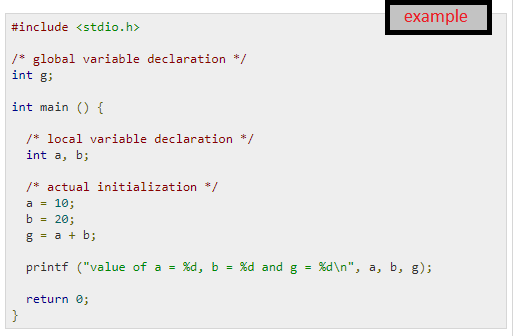 example
#include <stdio.h>
/* global variable declaration */
int g;
int main () {
/* local variable declaration */
int a, b;
/* actual initialization */
a = 10;
b = 20;
g = a + b;
printf ("value of a = %d, b = %d and g = %d\n", a, b, g);
return 0;
}